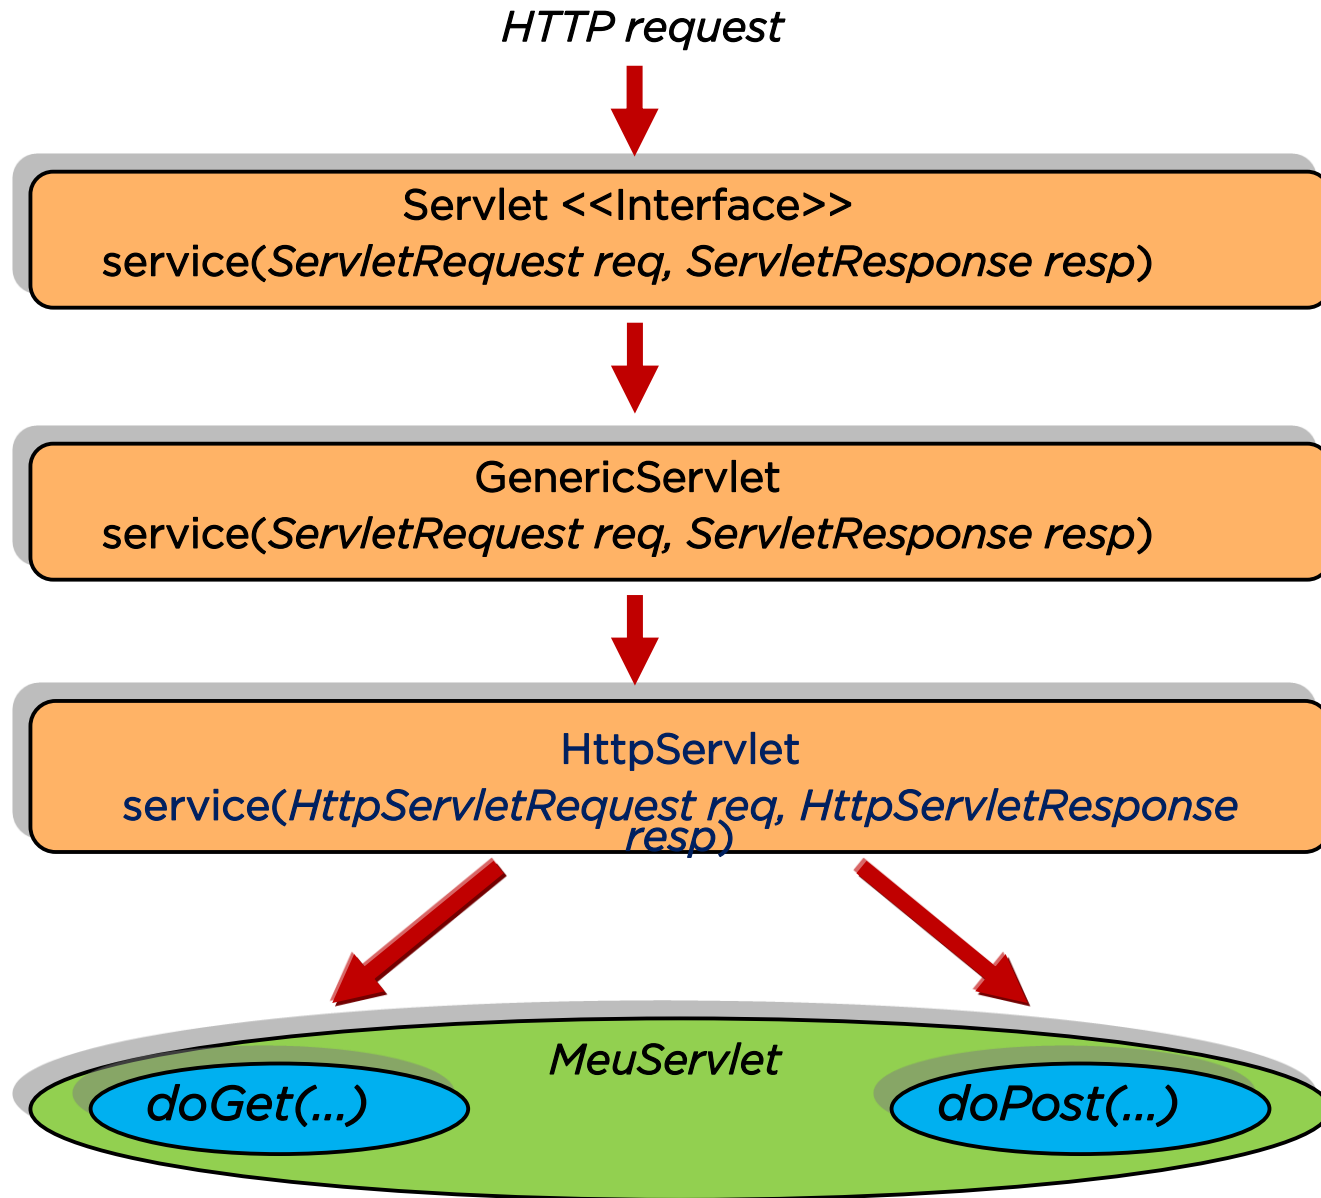 HTTP request
Servlet <<Interface>>
service(ServletRequest req, ServletResponse resp)
GenericServlet
service(ServletRequest req, ServletResponse resp)
HttpServlet
service(HttpServletRequest req, HttpServletResponse
resp)
MeuServlet
doGet(...)
doPost(...)